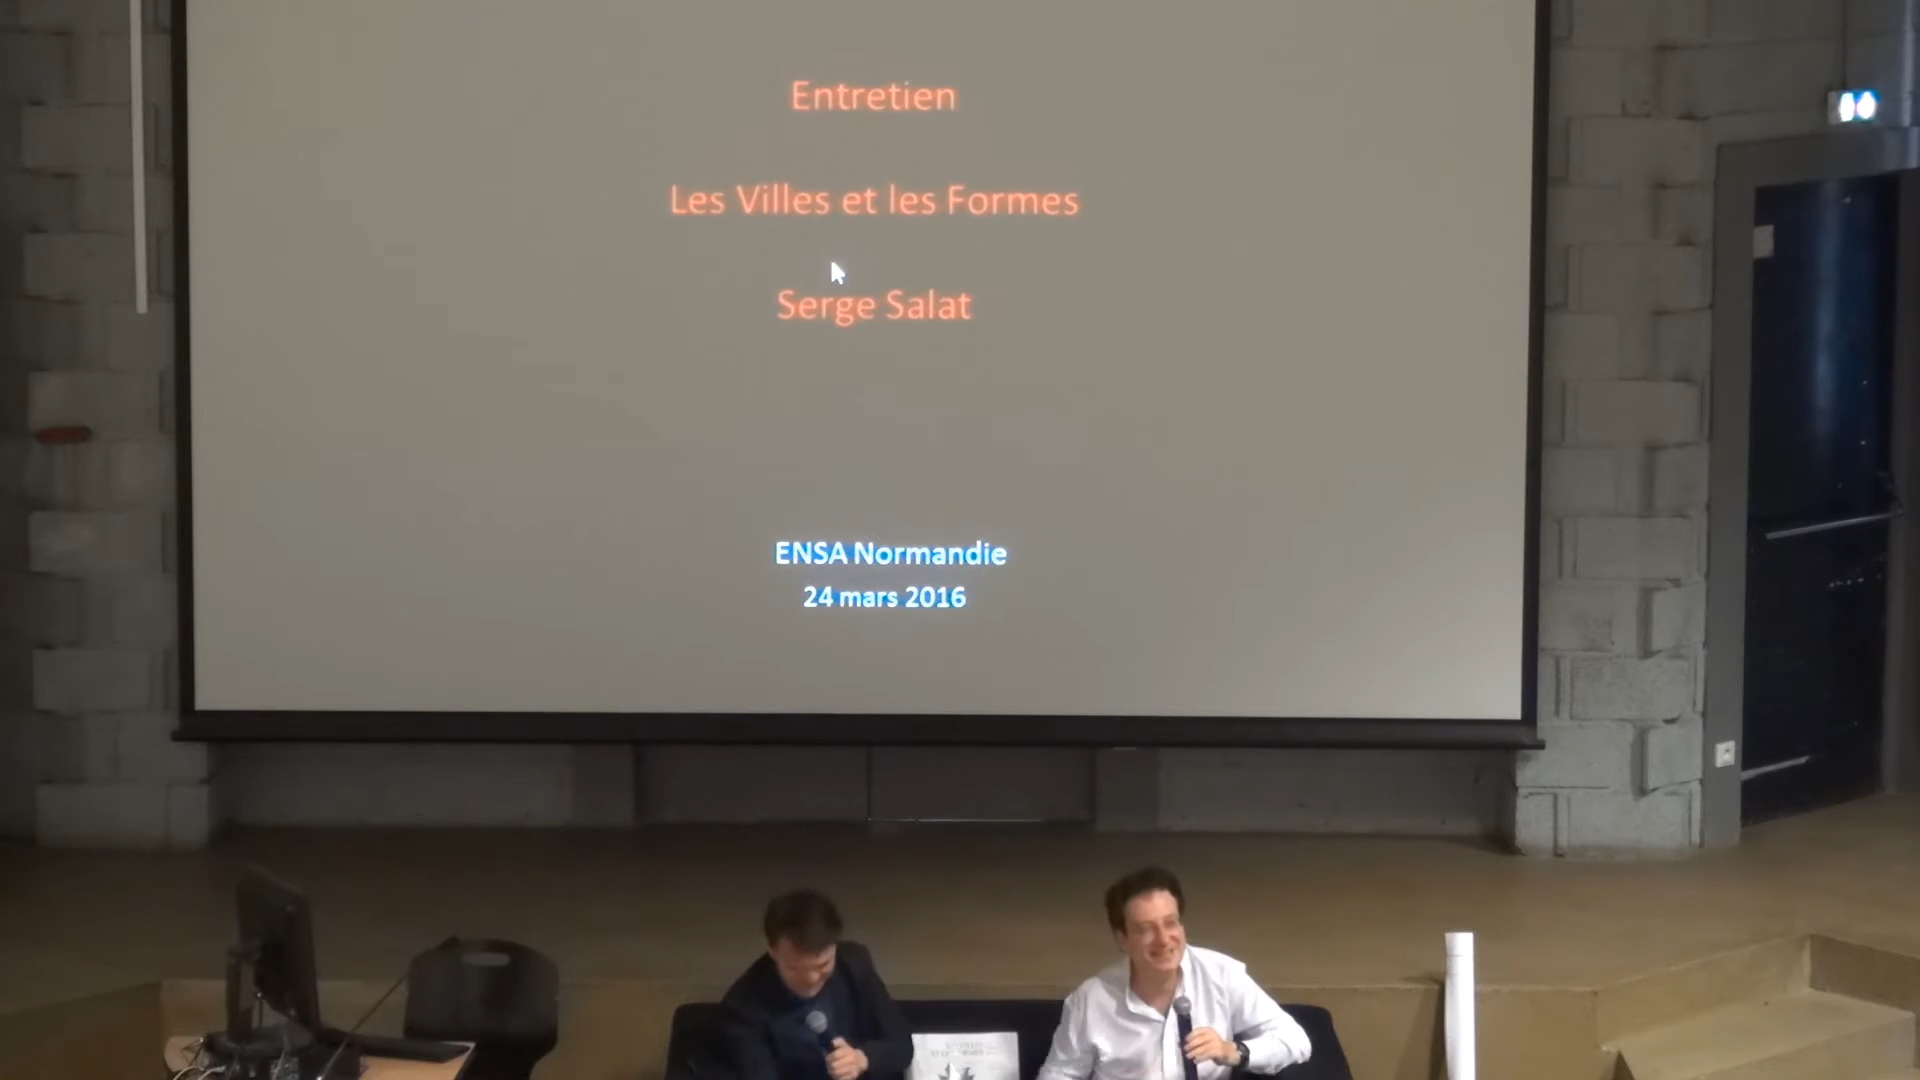 Entretien
Les Villes et les Formes
Serge Salat
ENSA Normandie
24 mars 2016